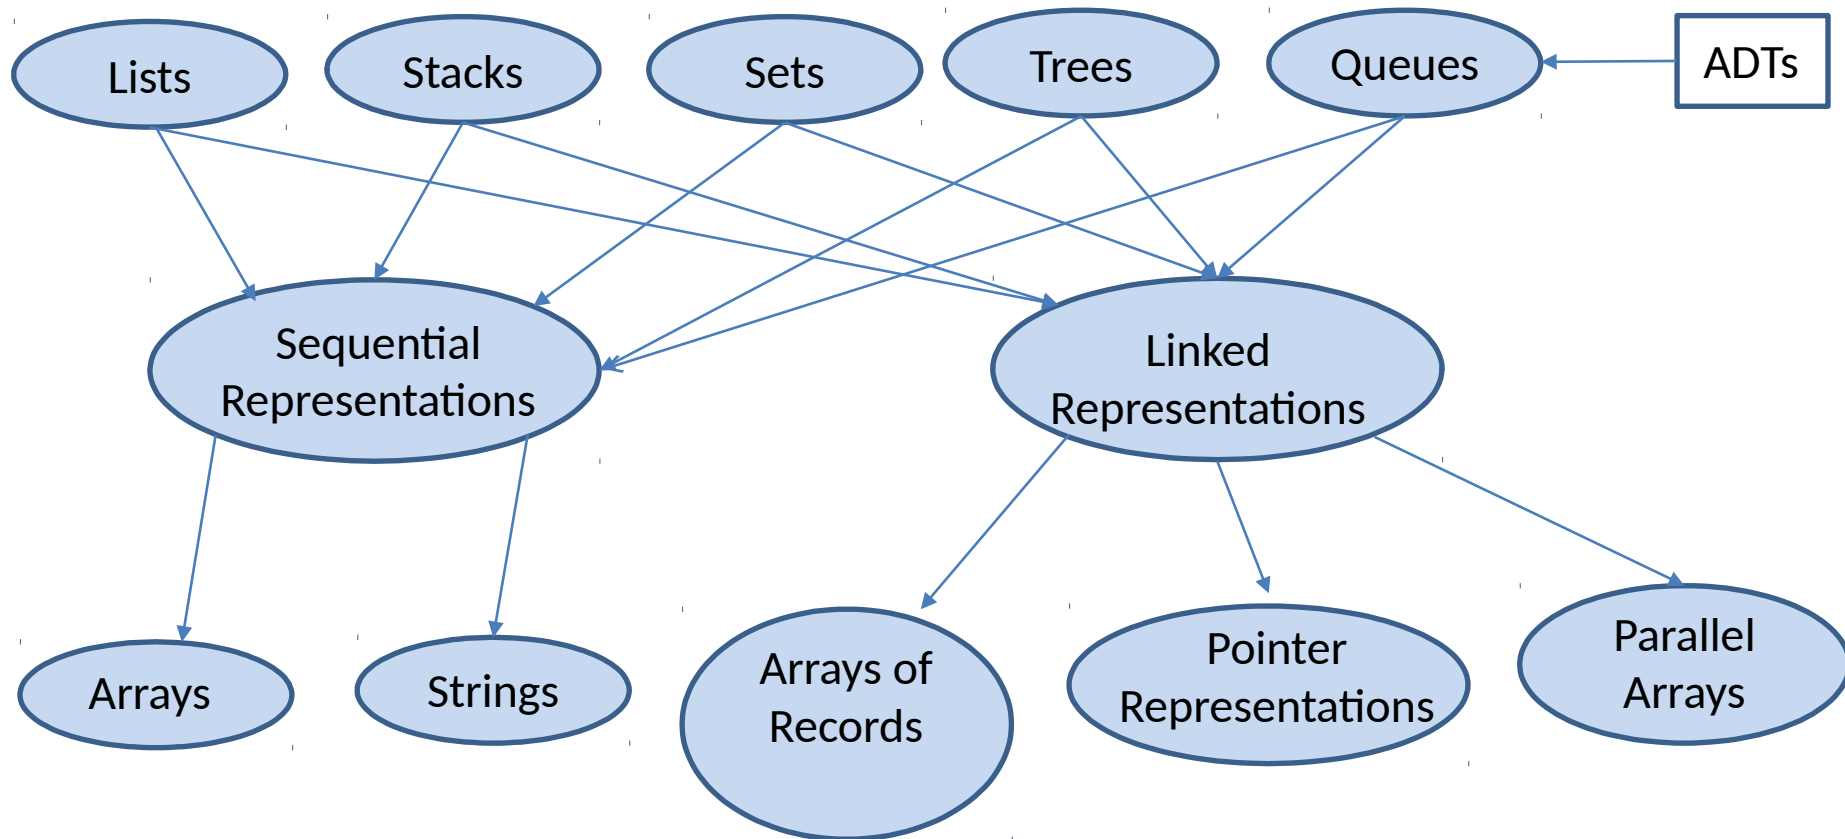 Lists
Stacks
Sets
Trees
Queues
ADTs
Sequential
Representations
Linked
Representations
Arrays
Strings
Arrays of
Records
Pointer
Representations
Parallel
Arrays